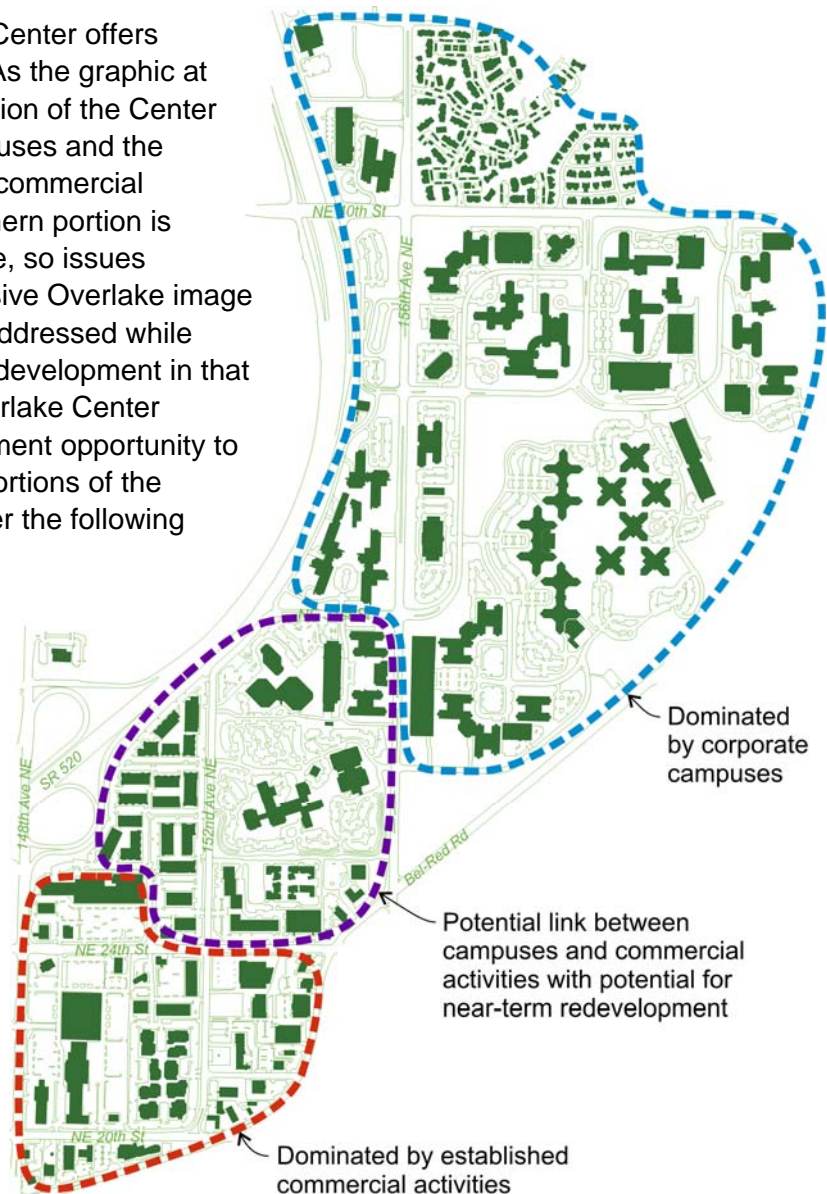 Center offers
As the graphic at
tion of the Center
uses and the
commercial
ern portion is
e, so issues
sive Overlake image
ddressed while
development in that
erlake Center
ment opportunity to
ortions of the
er the following
NE 40th St
156th Ave NE
SR 520
148th Ave NE
152nd Ave NE
Bel-Red Rd
NE 24th St
NE 20th St
Dominated
by corporate
campuses
Potential link between
campuses and commercial
activities with potential for
near-term redevelopment
Dominated by established
commercial activities